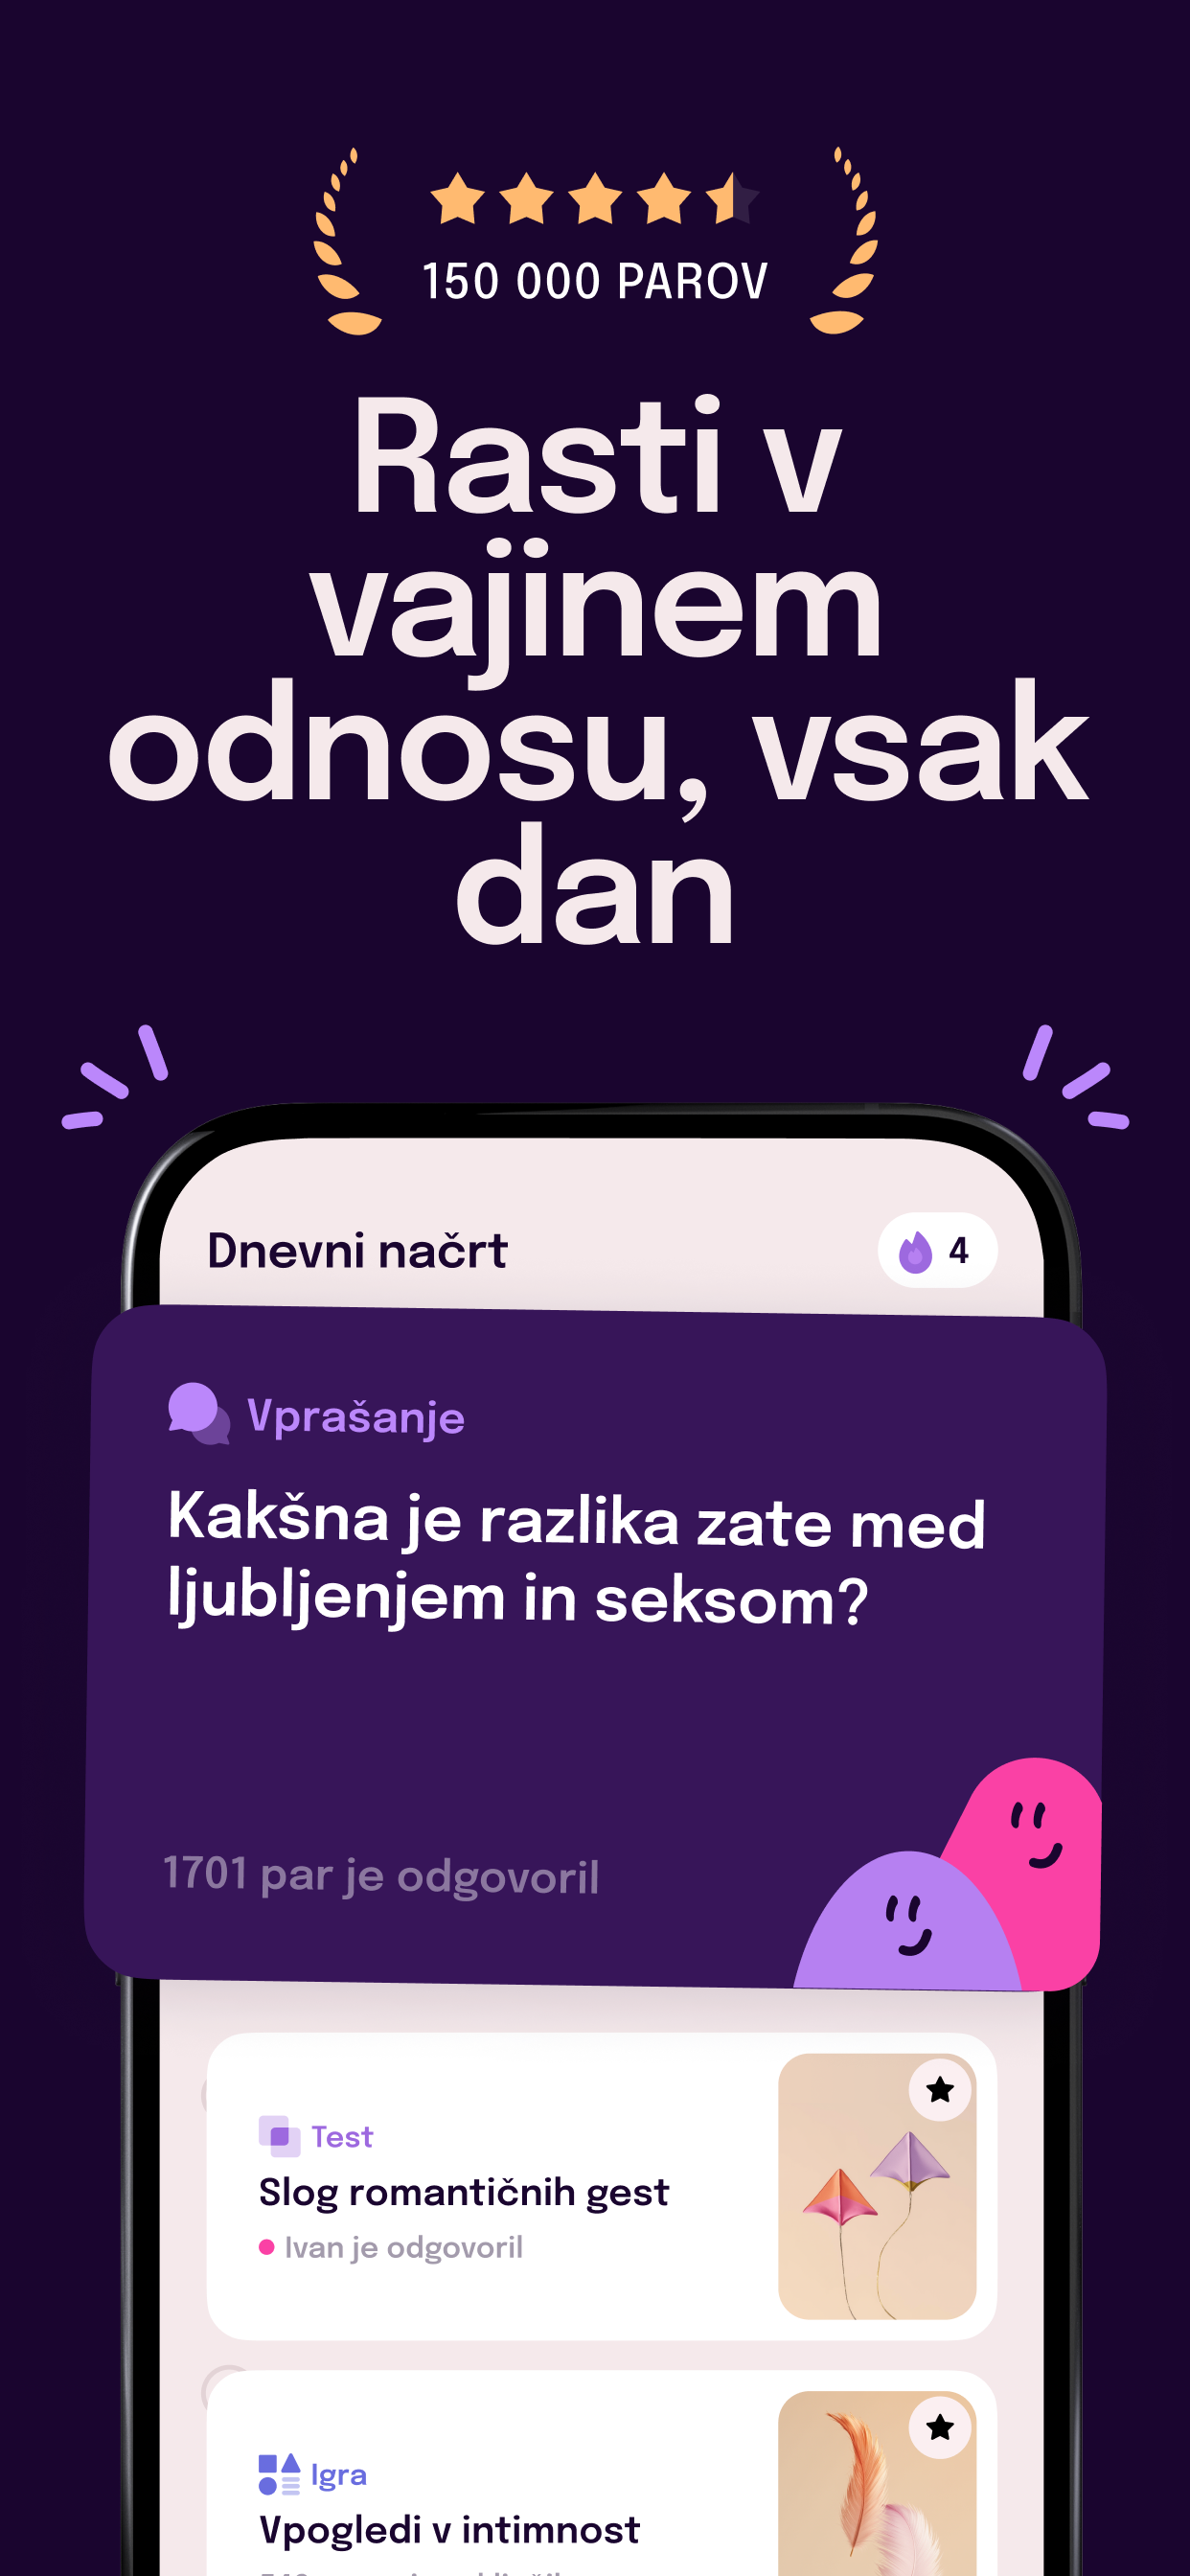 150 000 PAROV
Rasti v
vajinem
odnosu, vsak
dan
Dnevni načrt
4
Vprašanje
Kakšna je razlika zate med
ljubljenjem in seksom?
1701 par je odgovoril
Test
Slog romantičnih gest
Ivan je odgovoril
Igra
Vpogledi v intimnost